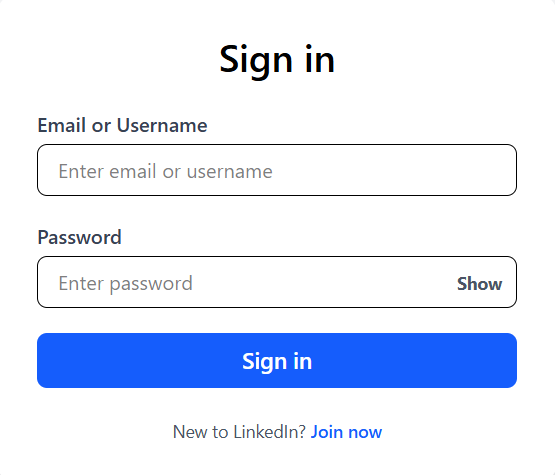 Sign in
Email or Username
Enter email or username
Password
Enter password Show
Sign in
New to LinkedIn? Join now